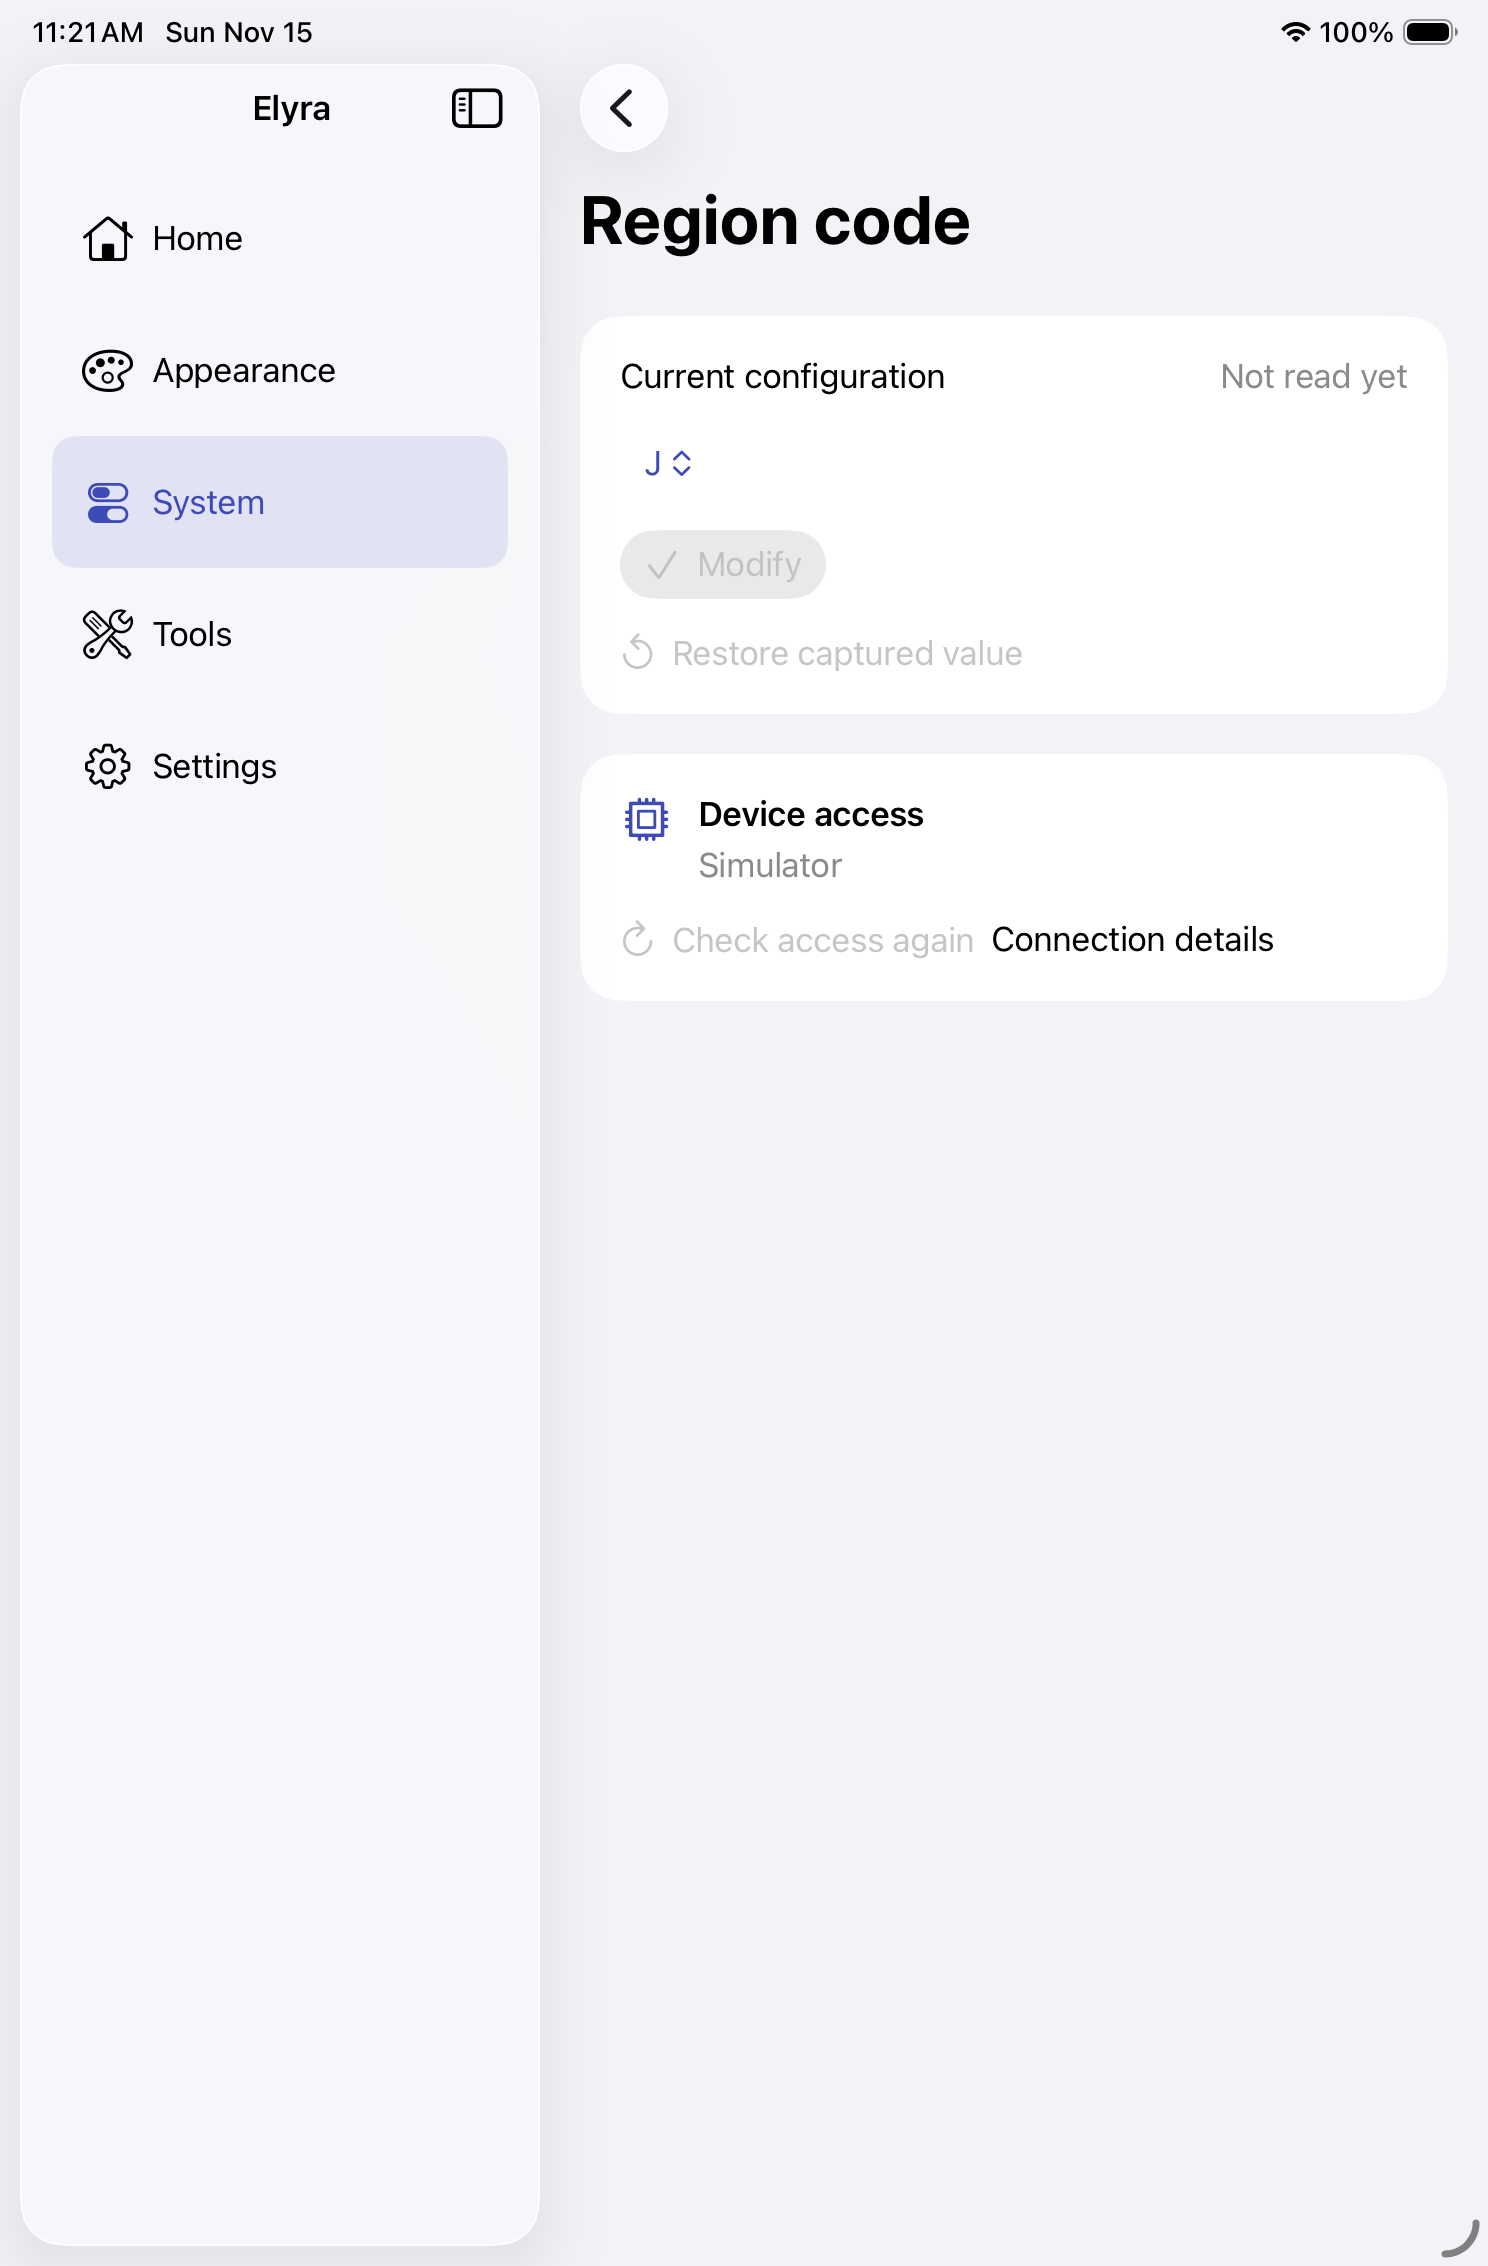 11:21 AM Sun Nov 15
100%
Elyra
Home
Appearance
System
Tools
Settings
Region code
Current configuration
Not read yet
J
Modify
Restore captured value
Device access
Simulator
Check access again
Connection details